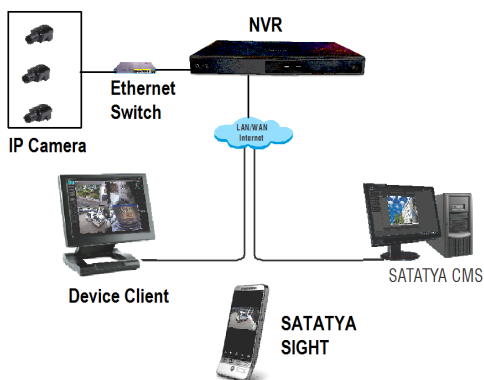 NVR
Ethernet
Switch
IP Camera
LAN/WAN
Internet
Device Client
SATATYA CMS
SATATYA
SIGHT